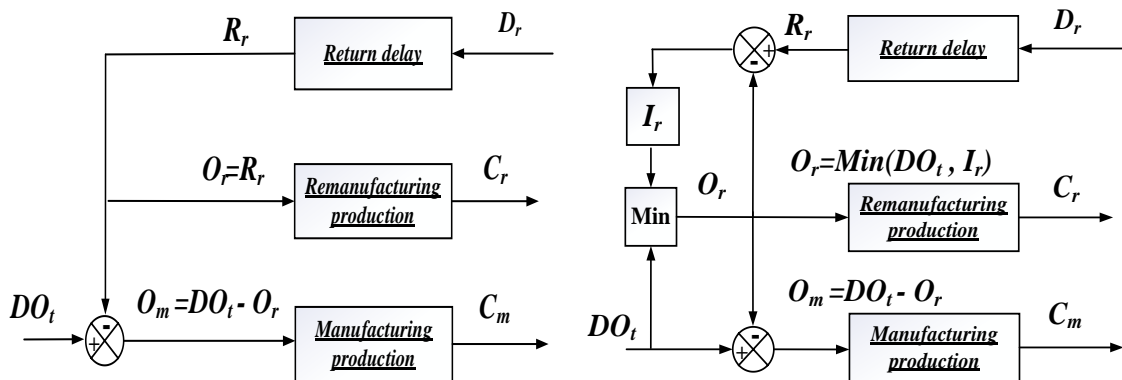 R_r
Return delay
D_r
O_r=R_r
Remanufacturing
production
C_r
DO_t
-
+
O_m=DO_t - O_r
Manufacturing
production
C_m
R_r
+
-
Return delay
D_r
I_r
O_r=Min(DO_t , I_r)
Min
O_r
Remanufacturing
production
C_r
O_m=DO_t - O_r
DO_t
-
+
Manufacturing
production
C_m